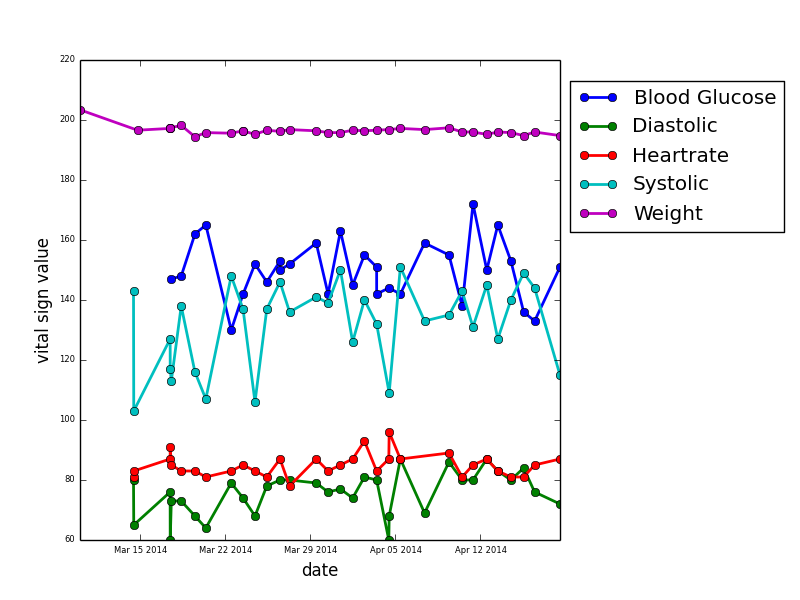 220
200
180
160
140
120
100
80
60
vital sign value
Mar 15 2014 Mar 22 2014 Mar 29 2014 Apr 05 2014 Apr 12 2014
date
Blood Glucose
Diastolic
Heartrate
Systolic
Weight